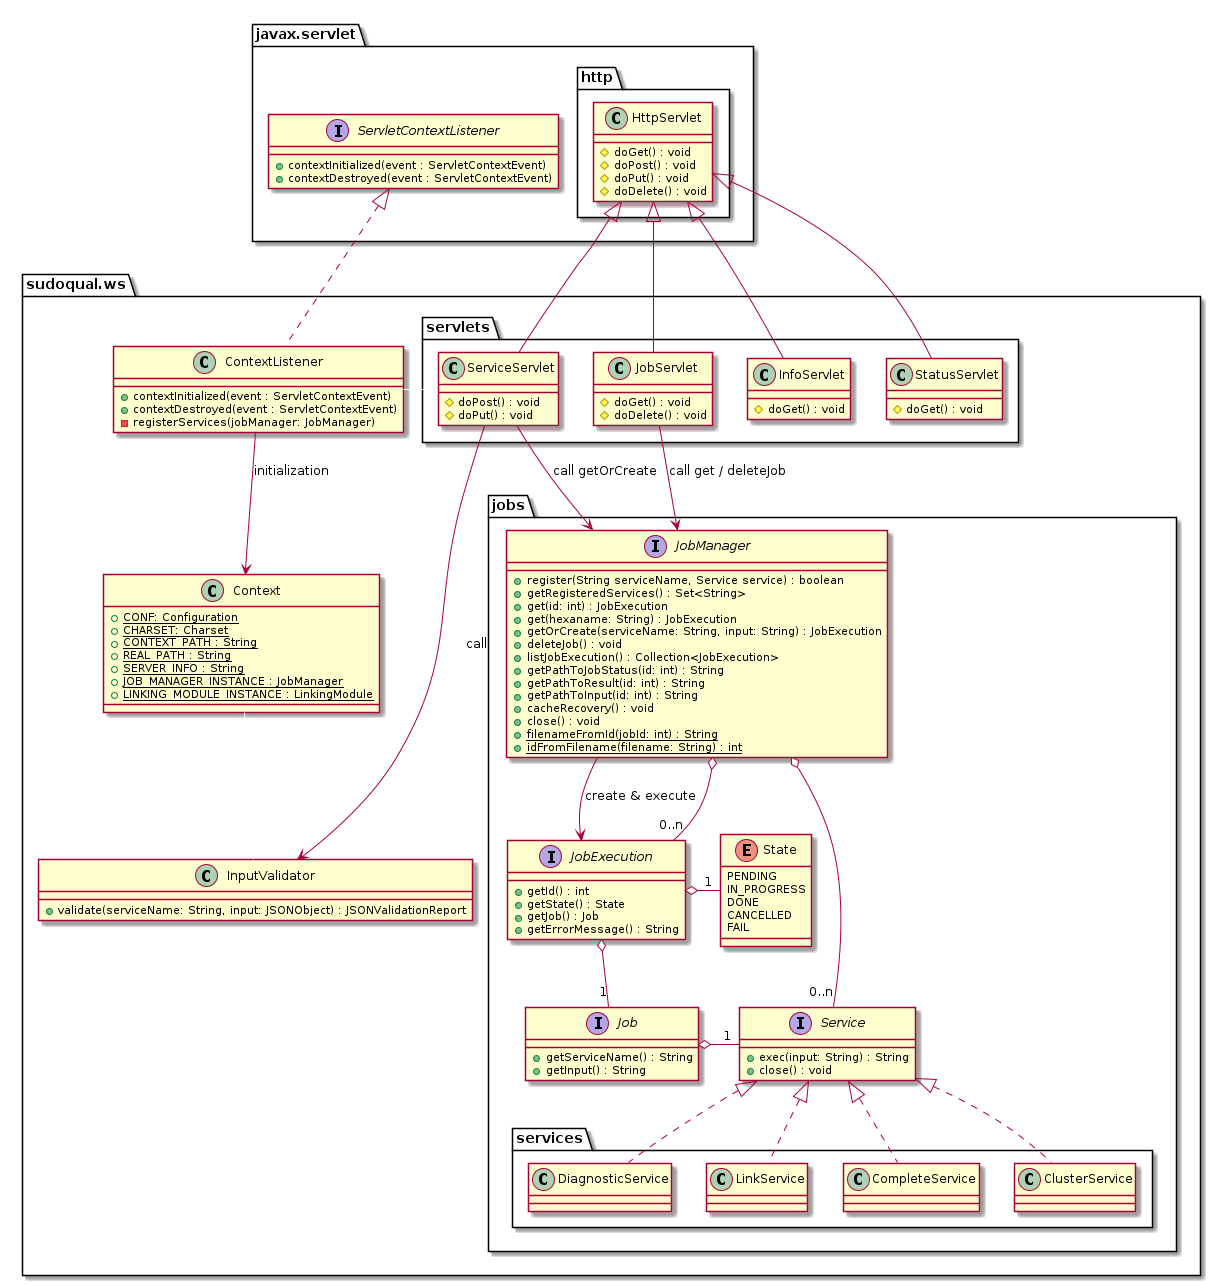 javax.servlet
http
C HttpServlet
doGet() : void
doPost() : void
doPut() : void
doDelete() : void
I ServletContextListener
contextInitialized(event : ServletContextEvent)
contextDestroyed(event : ServletContextEvent)
sudoqual.ws
servlets
C ContextListener
contextInitialized(event : ServletContextEvent)
contextDestroyed(event : ServletContextEvent)
registerServices(jobManager: JobManager)
C ServiceServlet
doPost() : void
doPut() : void
C JobServlet
doGet() : void
doDelete() : void
C InfoServlet
doGet() : void
C StatusServlet
doGet() : void
initialization
call getOrCreate
call get / deleteJob
jobs
I JobManager
register(String serviceName, Service service) : boolean
getRegisteredServices() : Set<String>
get(id: int) : JobExecution
get(hexaname: String) : JobExecution
getOrCreate(serviceName: String, input: String) : JobExecution
deleteJob() : void
listJobExecution() : Collection<JobExecution>
getPathToJobStatus(id: int) : String
getPathToResult(id: int) : String
getPathToInput(id: int) : String
cacheRecovery() : void
close() : void
filenameFromId(jobId: int) : String
idFromFilename(filename: String) : int
C Context
CONF: Configuration
CHARSET: Charset
CONTEXT_PATH : String
REAL_PATH : String
SERVER_INFO : String
JOB_MANAGER_INSTANCE : JobManager
LINKING_MODULE_INSTANCE : LinkingModule
call
create & execute
0..n
C InputValidator
validate(serviceName: String, input: JSONObject) : JSONValidationReport
I JobExecution
getId() : int
getState() : State
getJob() : Job
getErrorMessage() : String
1
E State
PENDING
IN_PROGRESS
DONE
CANCELLED
FAIL
1
0..n
I Job
getServiceName() : String
getInput() : String
1
I Service
exec(input: String) : String
close() : void
services
C DiagnosticService
C LinkService
C CompleteService
C ClusterService